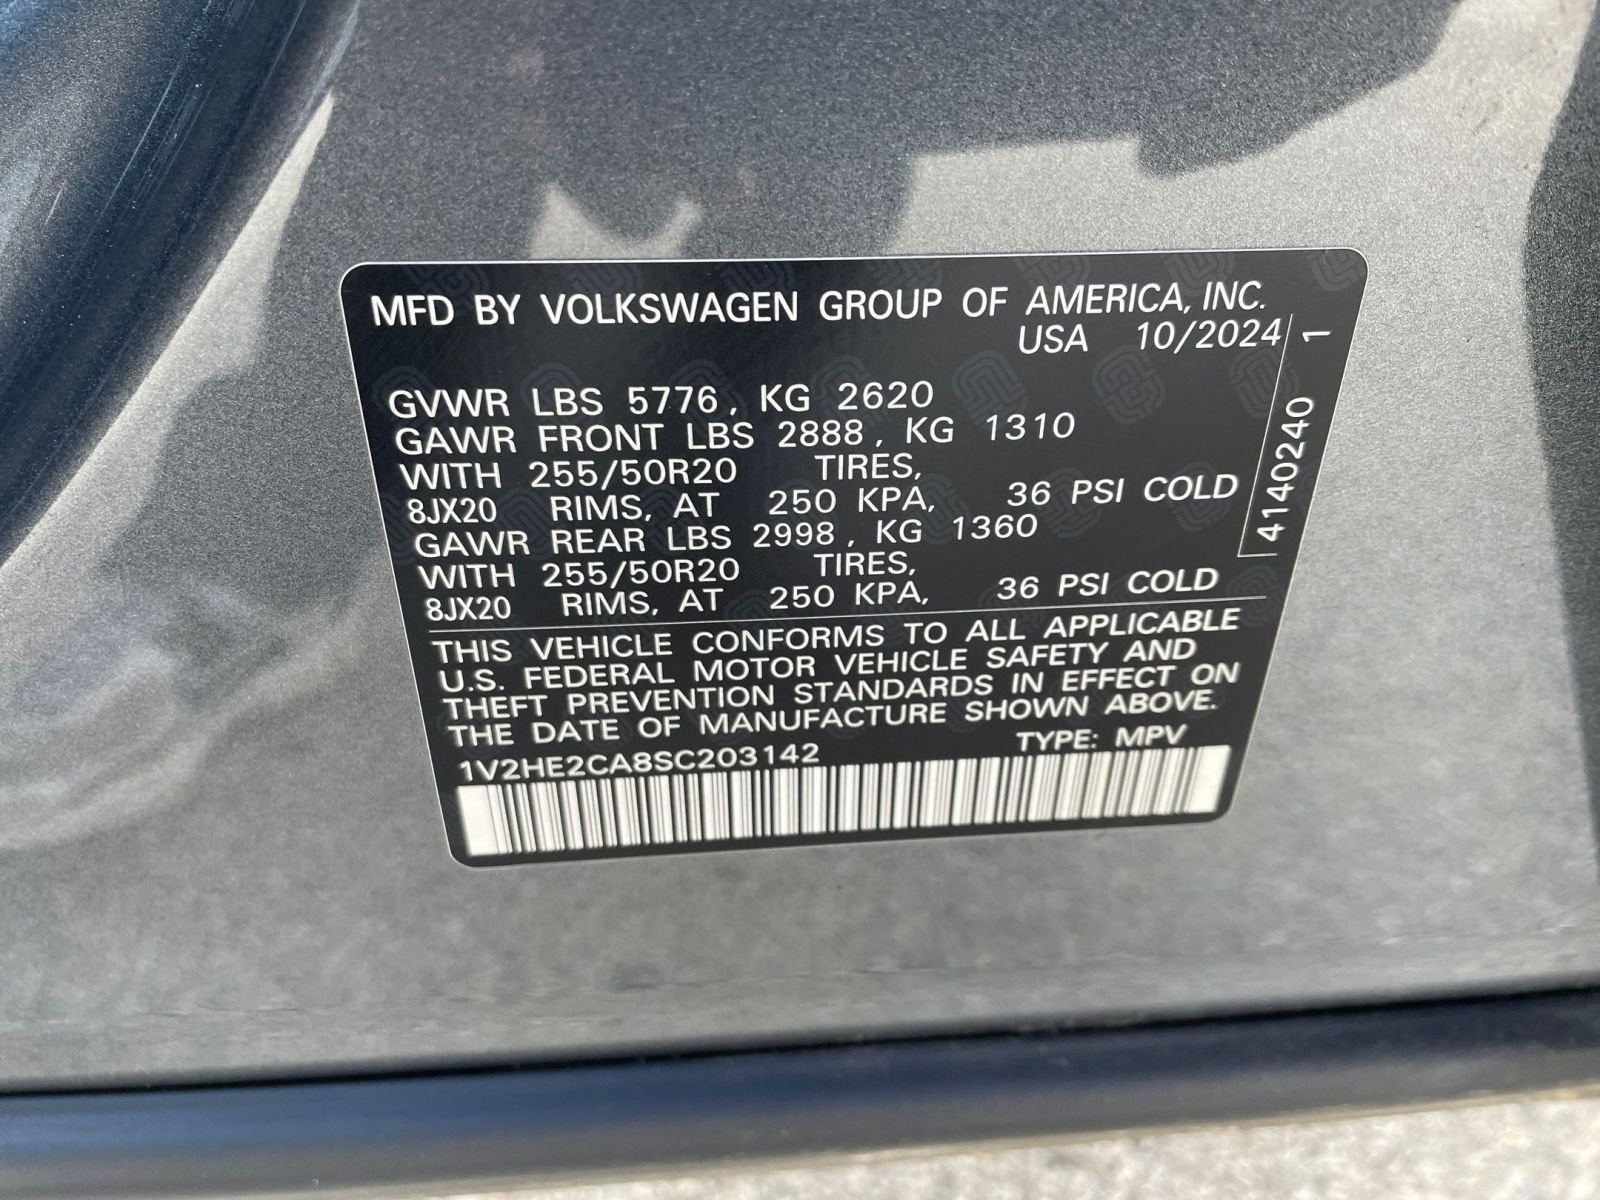 MFD BY VOLKSWAGEN GROUP OF AMERICA, INC.
USA 10/2024
GVWR LBS 5776, KG 2620
GAWR FRONT LBS 2888, KG 1310
WITH 255/50R20 TIRES,
8JX20 RIMS, AT 250 KPA, 36 PSI COLD
GAWR REAR LBS 2998, KG 1360
WITH 255/50R20 TIRES,
8JX20 RIMS, AT 250 KPA, 36 PSI COLD
4140240 1
THIS VEHICLE CONFORMS TO ALL APPLICABLE
U.S. FEDERAL MOTOR VEHICLE SAFETY AND
THEFT PREVENTION STANDARDS IN EFFECT ON
THE DATE OF MANUFACTURE SHOWN ABOVE.
1V2HE2CA8SC203142 TYPE: MPV